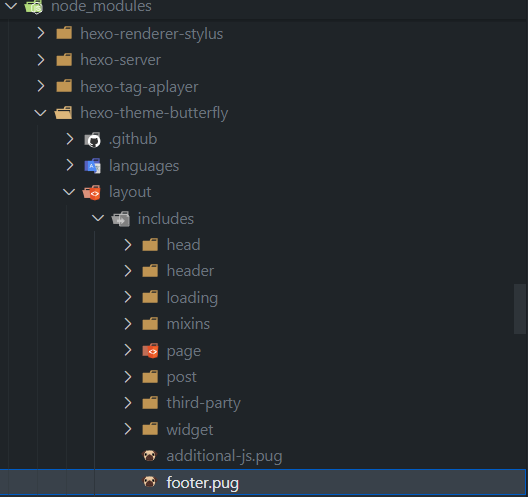 node_modules
hexo-renderer-stylus
hexo-server
hexo-tag-aplayer
hexo-theme-butterfly
.github
languages
layout
includes
head
header
loading
mixins
page
post
third-party
widget
additional-js.pug
footer.pug